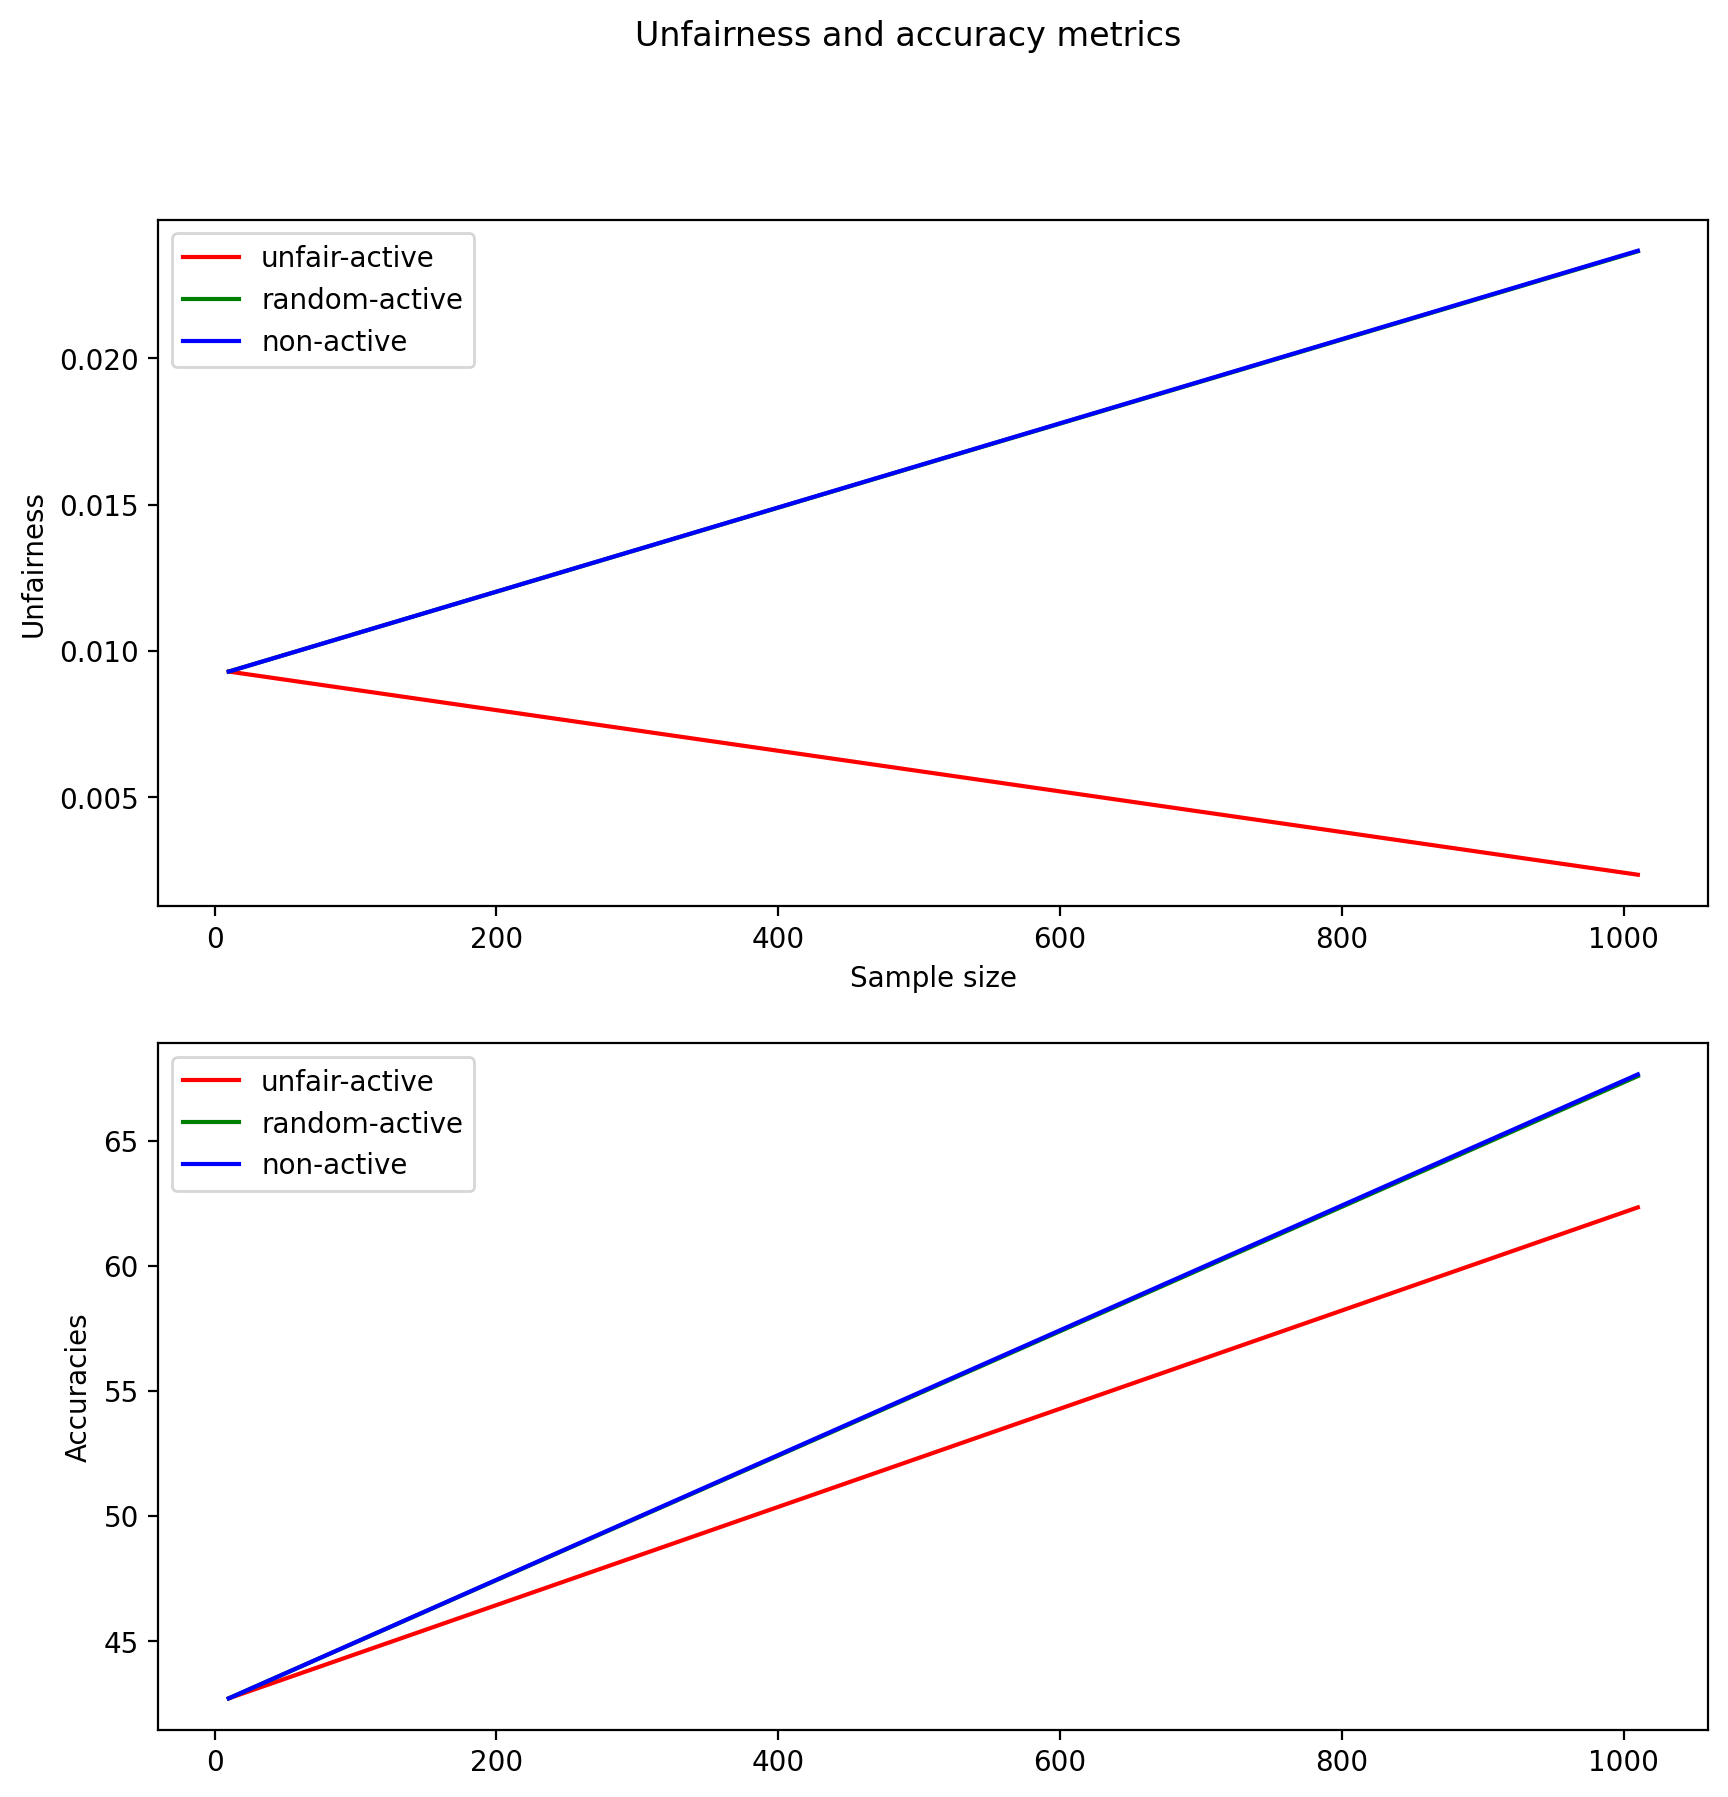 Unfairness and accuracy metrics
unfair-active
random-active
non-active
0.020
0.015
0.010
0.005
Unfairness
0 200 400 600 800 1000
Sample size
unfair-active
random-active
non-active
65
60
55
50
45
Accuracies
0 200 400 600 800 1000